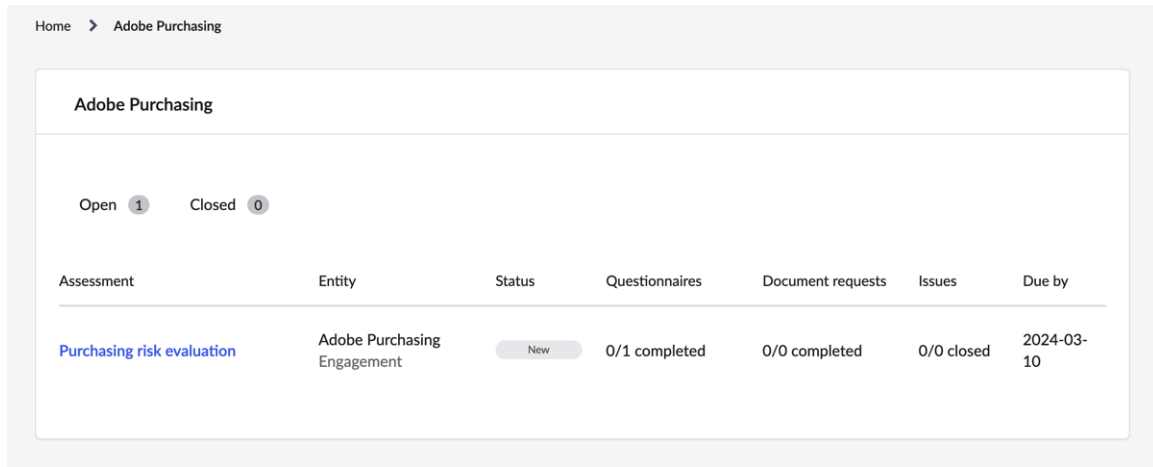 Home > Adobe Purchasing
Adobe Purchasing
Open 1 Closed 0
Assessment Entity Status Questionnaires Document requests Issues Due by
Purchasing risk evaluation Adobe Purchasing Engagement New 0/1 completed 0/0 completed 0/0 closed 2024-03-10